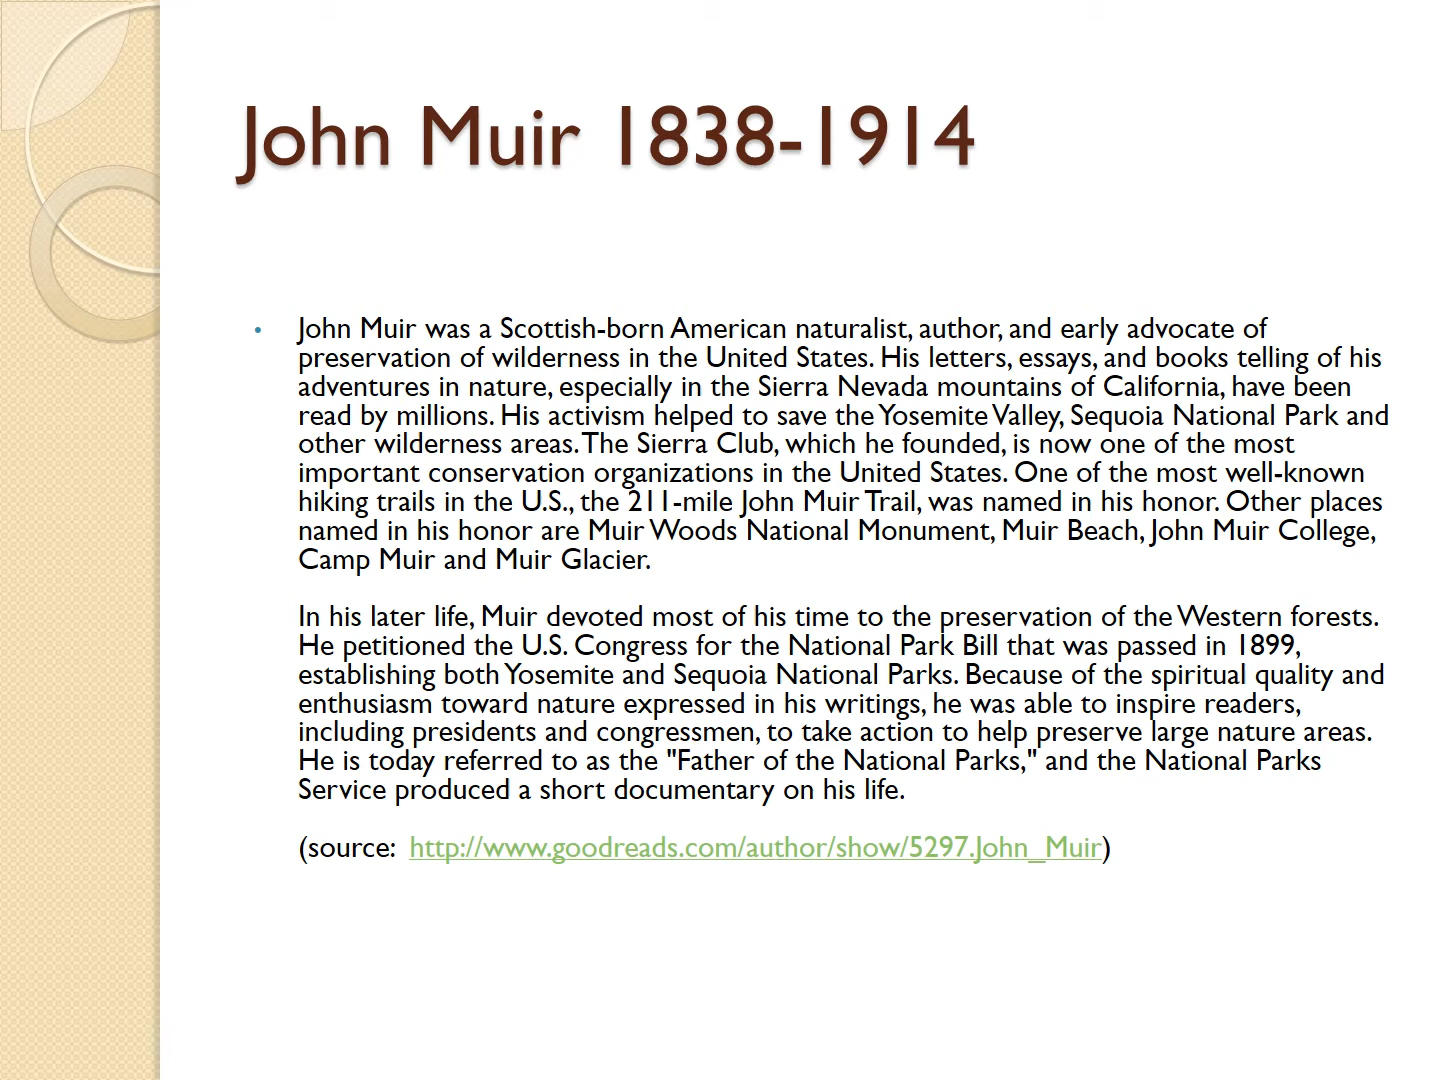 John Muir 1838-1914
• John Muir was a Scottish-born American naturalist, author, and early advocate of
preservation of wilderness in the United States. His letters, essays, and books telling of his
adventures in nature, especially in the Sierra Nevada mountains of California, have been
read by millions. His activism helped to save the Yosemite Valley, Sequoia National Park and
other wilderness areas. The Sierra Club, which he founded, is now one of the most
important conservation organizations in the United States. One of the most well-known
hiking trails in the U.S., the 211-mile John Muir Trail, was named in his honor. Other places
named in his honor are Muir Woods National Monument, Muir Beach, John Muir College,
Camp Muir and Muir Glacier.
In his later life, Muir devoted most of his time to the preservation of the Western forests.
He petitioned the U.S. Congress for the National Park Bill that was passed in 1899,
establishing both Yosemite and Sequoia National Parks. Because of the spiritual quality and
enthusiasm toward nature expressed in his writings, he was able to inspire readers,
including presidents and congressmen, to take action to help preserve large nature areas.
He is today referred to as the "Father of the National Parks," and the National Parks
Service produced a short documentary on his life.
(source: http://www.goodreads.com/author/show/5297.John_Muir)